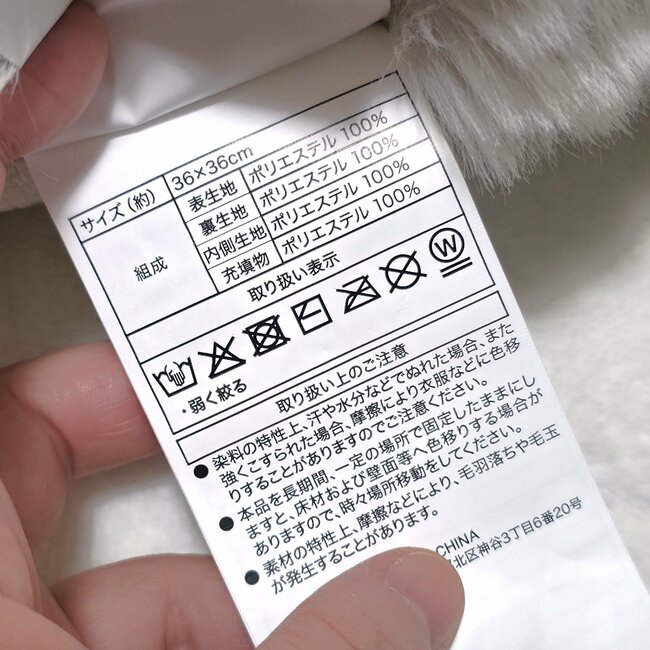 サイズ（約） 36×36cm
組成 表生地 ポリエステル 100%
裏生地 ポリエステル 100%
内側生地 ポリエステル 100%
充填物 ポリエステル 100%
取り扱い表示
W
・弱く絞る
取り扱い上のご注意
●染料の特性上、汗や水分などでぬれた場合、また
強くこすられた場合、摩擦により衣服などに色移
りすることがありますのでご注意ください。
●本品を長期間、一定の場所で固定したままにし
ますと、床材および壁面等へ色移りする場合が
ありますので、時々場所移動をしてください。
●素材の特性上、摩擦などにより、毛羽落ちや毛玉
が発生することがあります。
CHINA
北区神谷3丁目6番20号